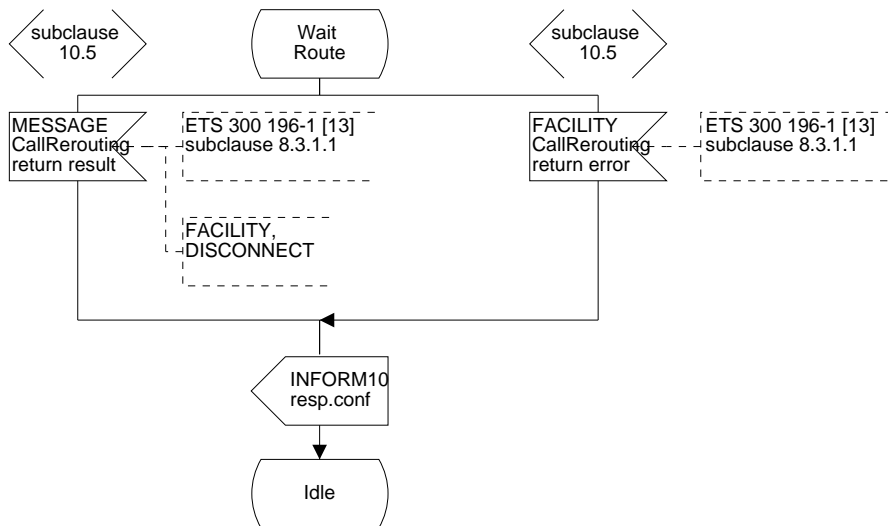 subclause
10.5
Wait
Route
subclause
10.5
MESSAGE
CallRerouting
return result
ETS 300 196-1 [13]
subclause 8.3.1.1
FACILITY
CallRerouting
return error
ETS 300 196-1 [13]
subclause 8.3.1.1
FACILITY,
DISCONNECT
INFORM10
resp.conf
Idle